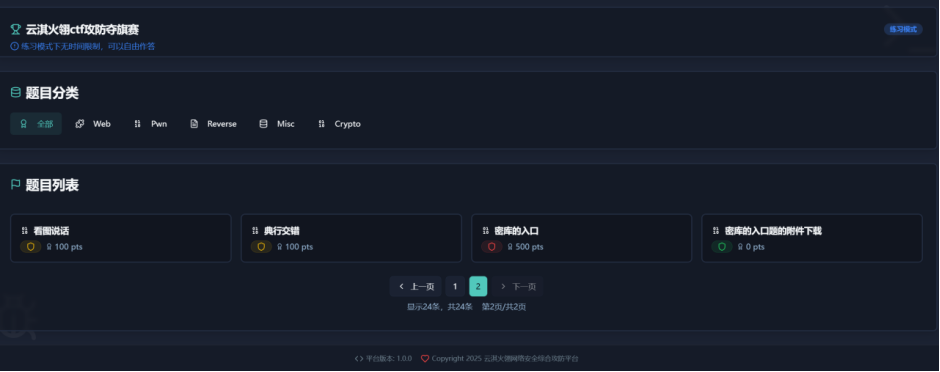 云淇火翎ctf攻防夺旗赛
练习模式
练习模式下无时间限制，可以自由作答
题目分类
全部 Web Pwn Reverse Misc Crypto
题目列表
看图说话 典行交错 密库的入口 密库的入口题的附件下载
100 pts 100 pts 500 pts 0 pts
上一页 1 2 下一页
显示24条，共24条 第2页/共2页
平台版本: 1.0.0 Copyright 2025 云淇火翎网络安全综合攻防平台